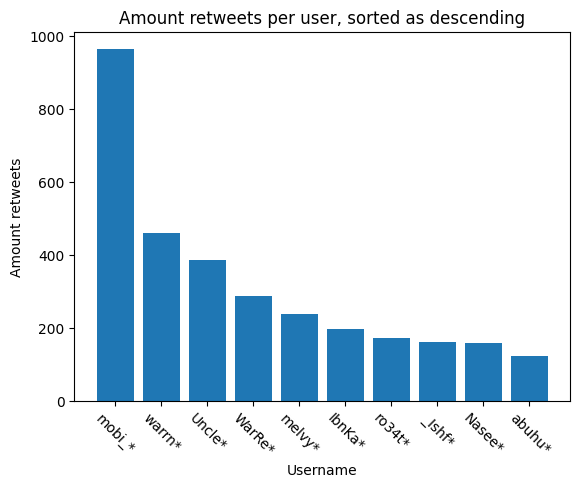 Amount retweets per user, sorted as descending
Amount retweets
1000
800
600
400
200
0
mobi_*
warrn*
Uncle*
WarRe*
melvy*
IbnKa*
ro34t*
_Ishf*
Nasee*
abuhu*
Username